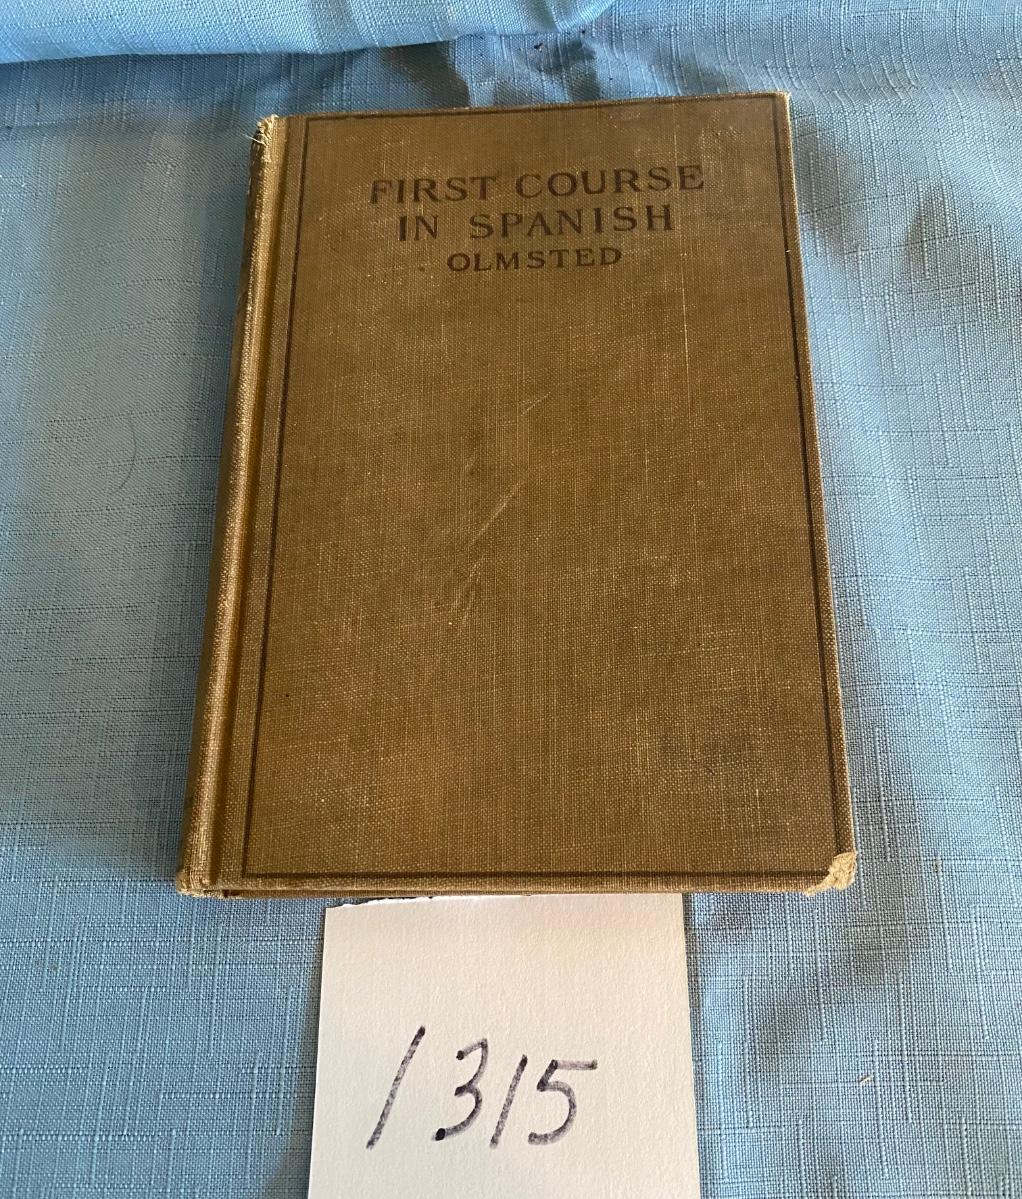 FIRST COURSE
IN SPANISH
OLMSTED
1315